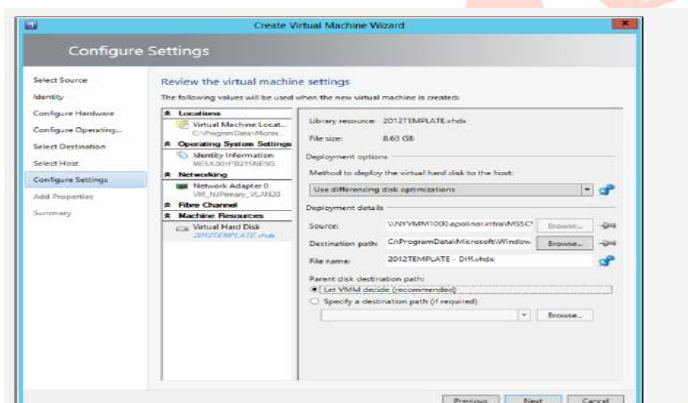 Create Virtual Machine Wizard
Configure Settings
Select Source
Identity
Configure Hardware
Configure Operating...
Select Destination
Select Host
Configure Settings
Add Properties
Summary
Review the virtual machine settings
The following values will be used when the new virtual machine is created:
Locations
Virtual Machine Locat...
C:\ProgramData\Micros...
Operating System Settings
Identity Information
Networking
Network Adapter 0
Fibre Channel
Machine Resources
Virtual Hard Disk
2012TEMPLATE.vhdx
Library resource: 2012TEMPLATE.vhdx
File size: 8.63 GB
Deployment options
Method to deploy the virtual hard disk to the host:
Use differencing disk optimizations
Deployment details
Source: Browse...
Destination path: C:\ProgramData\Microsoft\Window Browse...
File name: 2012TEMPLATE - Diff.vhdx
Parent disk destination path:
Let VMM decide (recommended)
Specify a destination path (if required)
Browse...
Previous Next Cancel